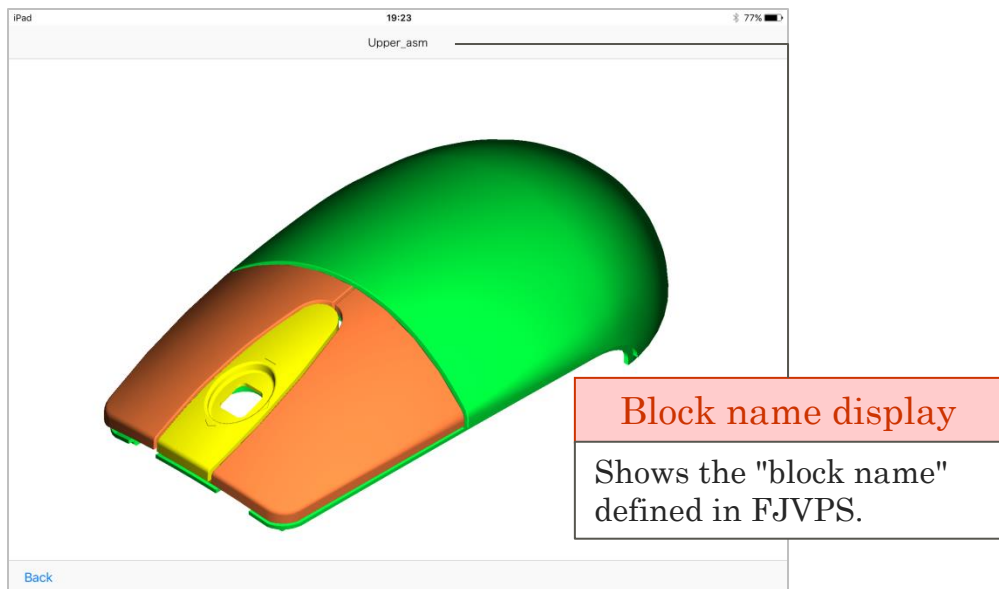 iPad 19:23 77%
Upper_asm
Block name display
Shows the "block name"
defined in FJVPS.
Back